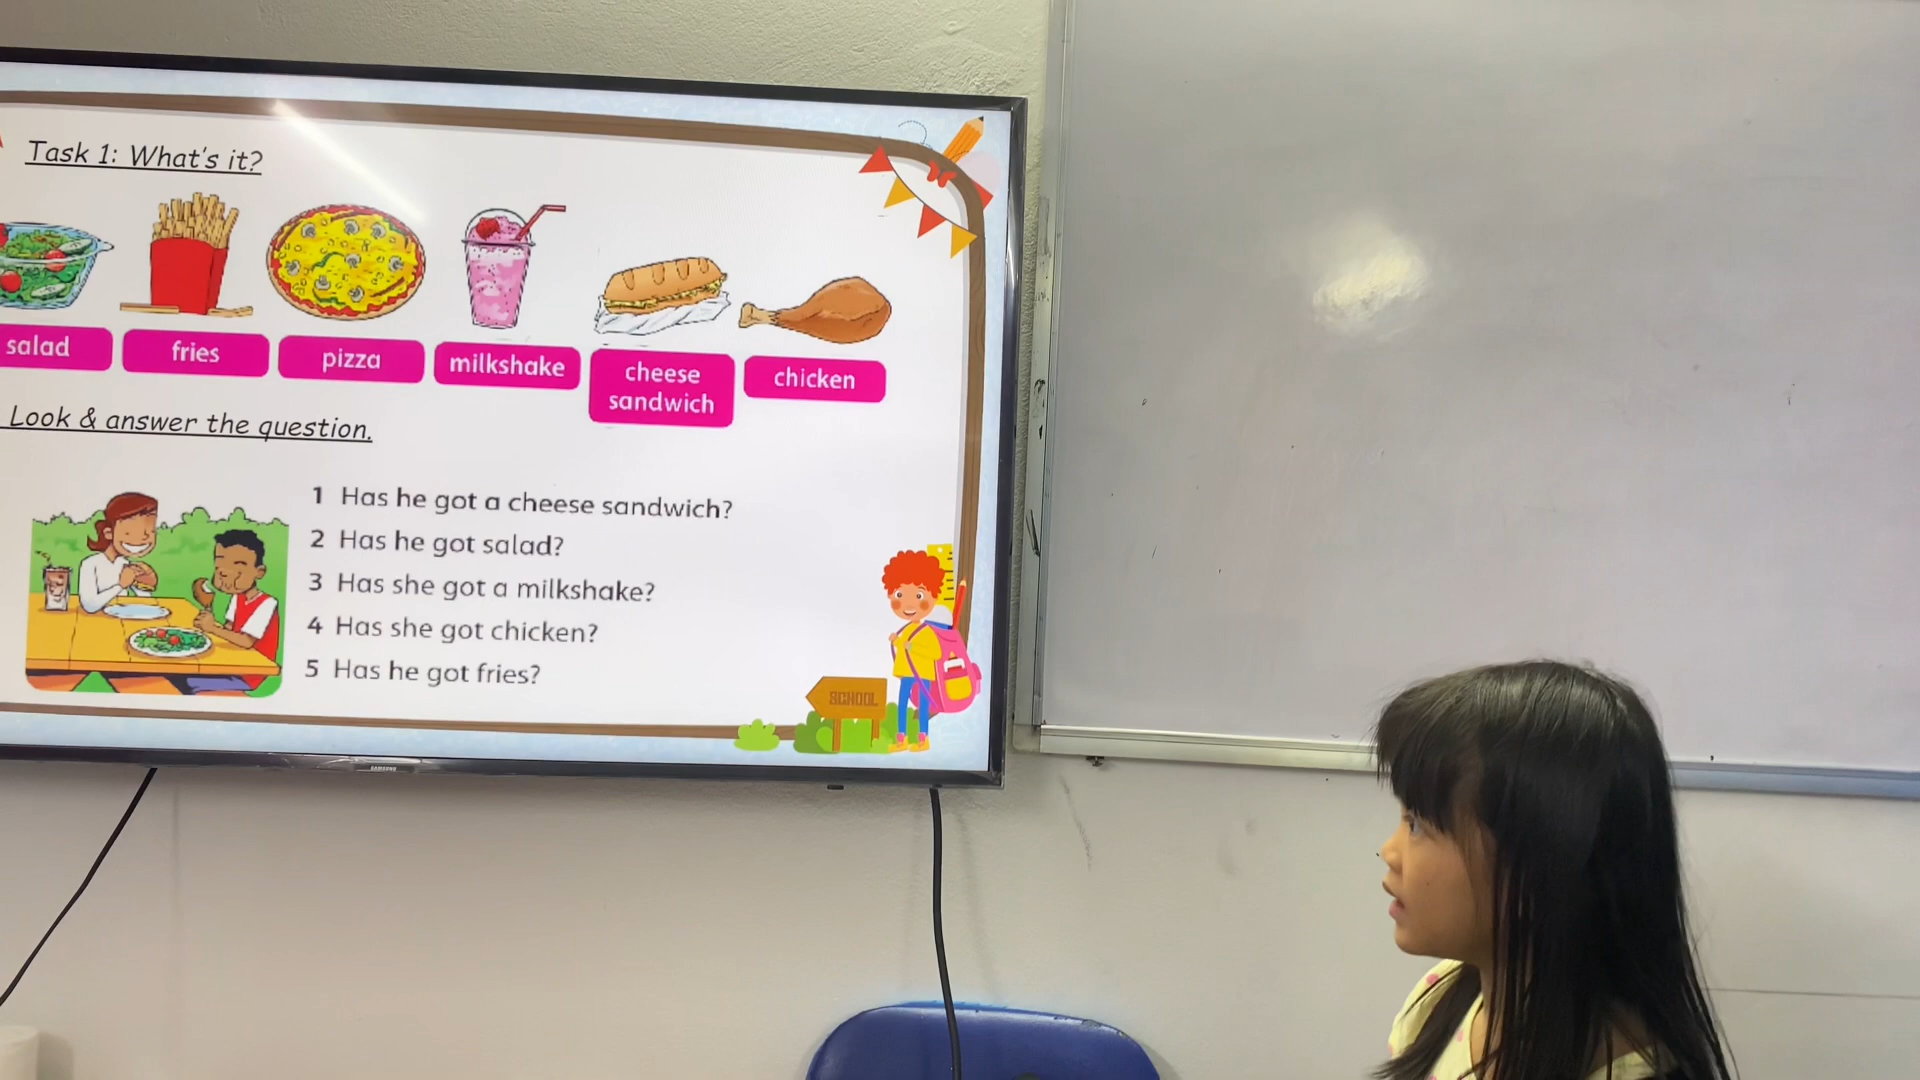 Task 1: What's it?
salad
fries
pizza
milkshake
cheese
sandwich
chicken
Look & answer the question.
1 Has he got a cheese sandwich?
2 Has he got salad?
3 Has she got a milkshake?
4 Has she got chicken?
5 Has he got fries?
SCHOOL
SAMSUNG